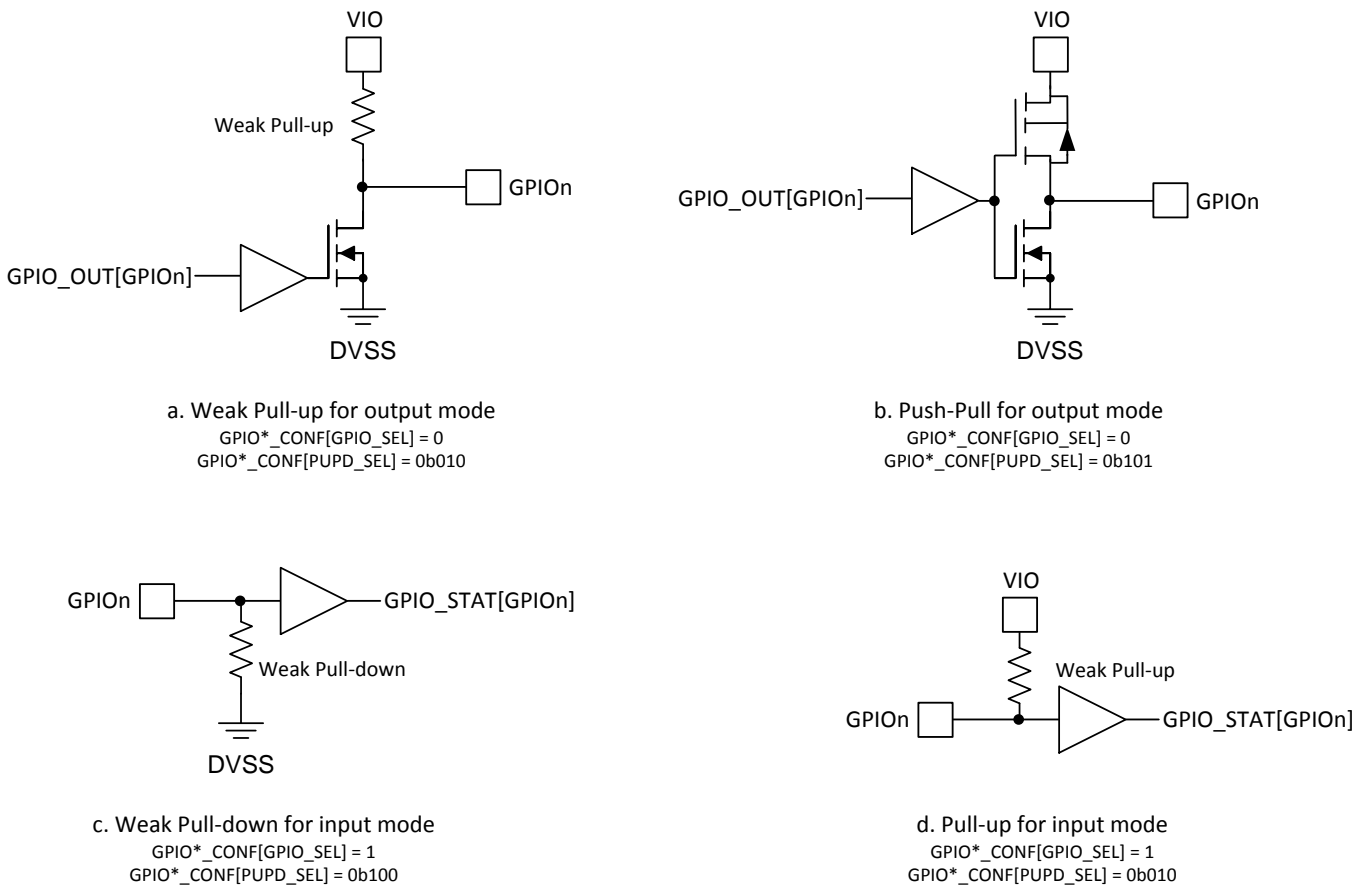 VIO
Weak Pull-up
GPIOn
GPIO_OUT[GPIOn]
DVSS
a. Weak Pull-up for output mode
GPIO*_CONF[GPIO_SEL] = 0
GPIO*_CONF[PUPD_SEL] = 0b010
VIO
GPIO_OUT[GPIOn]
GPIOn
DVSS
b. Push-Pull for output mode
GPIO*_CONF[GPIO_SEL] = 0
GPIO*_CONF[PUPD_SEL] = 0b101
GPIOn
GPIO_STAT[GPIOn]
Weak Pull-down
DVSS
c. Weak Pull-down for input mode
GPIO*_CONF[GPIO_SEL] = 1
GPIO*_CONF[PUPD_SEL] = 0b100
VIO
Weak Pull-up
GPIOn
GPIO_STAT[GPIOn]
d. Pull-up for input mode
GPIO*_CONF[GPIO_SEL] = 1
GPIO*_CONF[PUPD_SEL] = 0b010